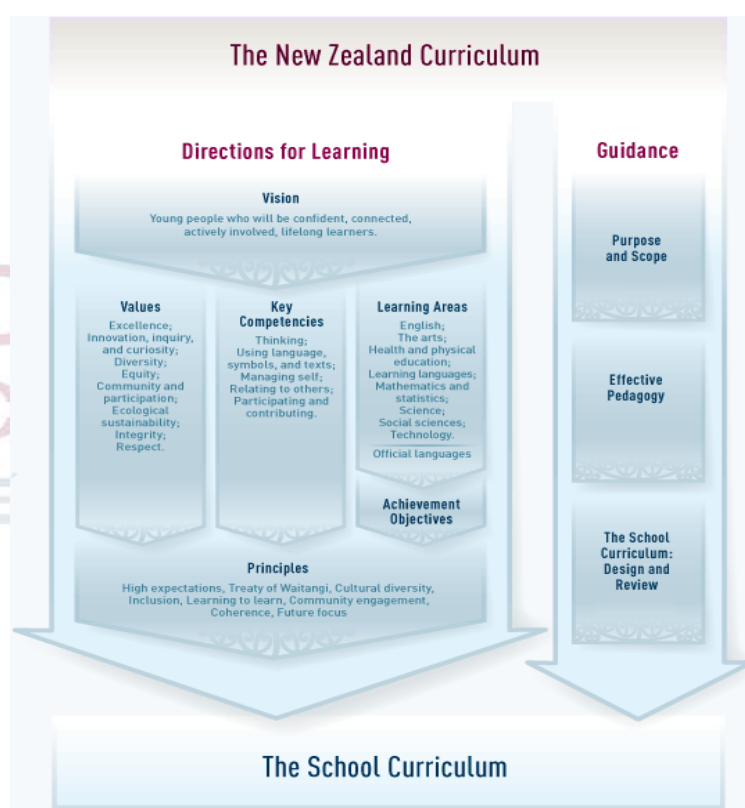 The New Zealand Curriculum
Directions for Learning
Vision
Young people who will be confident, connected,
actively involved, lifelong learners.
Values
Excellence;
Innovation, inquiry,
and curiosity;
Diversity;
Equity;
Community and
participation;
Ecological
sustainability;
Integrity;
Respect.
Key
Competencies
Thinking;
Using language,
symbols, and texts;
Managing self;
Relating to others;
Participating and
contributing.
Learning Areas
English;
The arts;
Health and physical
education;
Learning languages;
Mathematics and
statistics;
Science;
Social sciences;
Technology.
Official languages
Achievement
Objectives
Principles
High expectations, Treaty of Waitangi, Cultural diversity,
Inclusion, Learning to learn, Community engagement,
Coherence, Future focus
Guidance
Purpose
and Scope
Effective
Pedagogy
The School
Curriculum:
Design and
Review
The School Curriculum